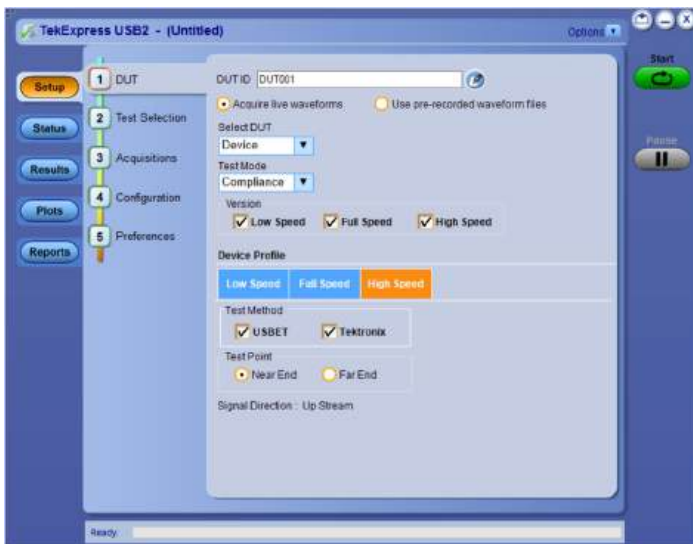 TekExpress USB2 - (Untitled)
Options
Start
Setup
Status
Results
Plots
Reports
1 DUT
2 Test Selection
3 Acquisitions
4 Configuration
5 Preferences
DUT ID DUT001
Acquire live waveforms Use pre-recorded waveform files
Select DUT
Device
Test Mode
Compliance
Version
Low Speed Full Speed High Speed
Device Profile
Low Speed Full Speed High Speed
Test Method
USBET Tektronix
Test Point
Near End Far End
Signal Direction : Up Stream
Pause
Ready.